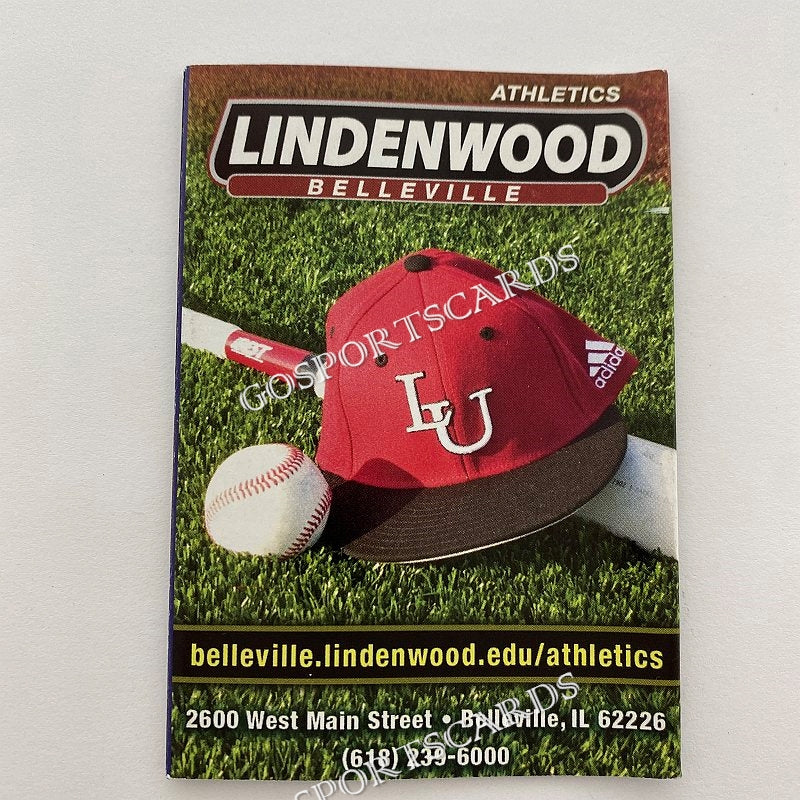 ATHLETICS
LINDENWOOD
BELLEVILLE
GOSPORTSCARDS
adidas
LU
belleville.lindenwood.edu/athletics
2600 West Main Street • Belleville, IL 62226
(618) 239-6000
GOSPORTSCARDS